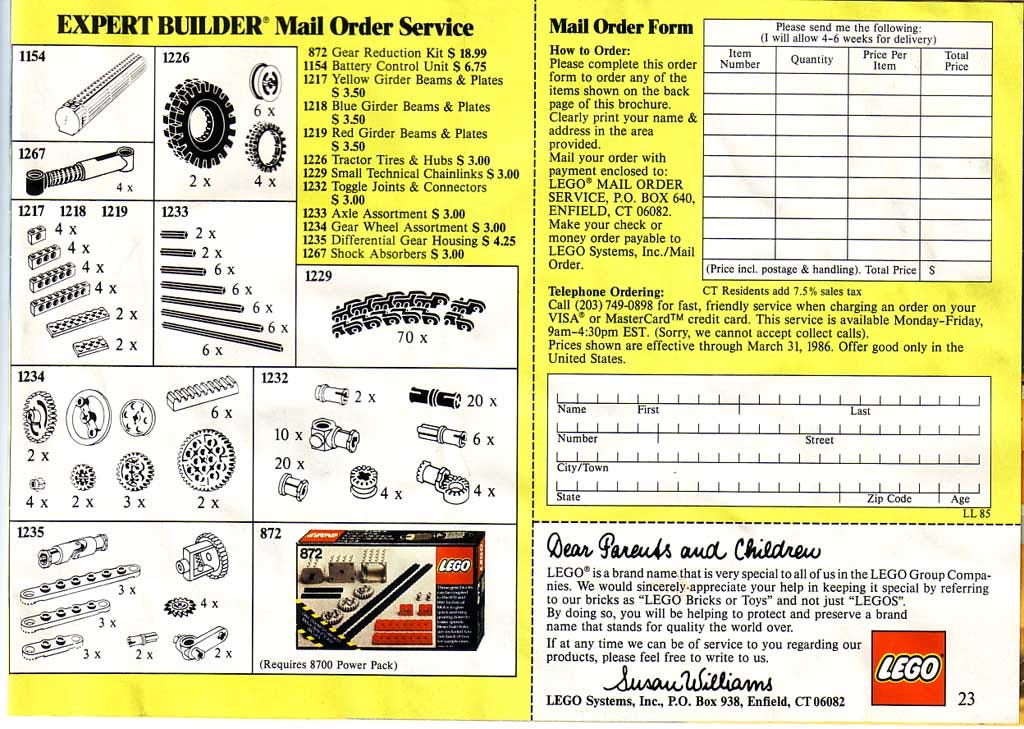 EXPERT BUILDER® Mail Order Service
1154
1226
6 x
2 x
4 x
1267
4 x
872 Gear Reduction Kit $ 18.99
1154 Battery Control Unit $ 6.75
1217 Yellow Girder Beams & Plates
$ 3.50
1218 Blue Girder Beams & Plates
$ 3.50
1219 Red Girder Beams & Plates
$ 3.50
1226 Tractor Tires & Hubs $ 3.00
1229 Small Technical Chainlinks $ 3.00
1232 Toggle Joints & Connectors
$ 3.00
1233 Axle Assortment $ 3.00
1234 Gear Wheel Assortment $ 3.00
1235 Differential Gear Housing $ 4.25
1267 Shock Absorbers $ 3.00
1217 1218 1219
4 x
4 x
4 x
4 x
2 x
2 x
1233
2 x
2 x
6 x
6 x
6 x
6 x
6 x
1229
70 x
1234
6 x
2 x
4 x
2 x
3 x
2 x
1232
2 x
20 x
10 x
6 x
20 x
4 x
4 x
1235
3 x
4 x
3 x
3 x
2 x
2 x
872
872
LEGO
(Requires 8700 Power Pack)
Mail Order Form
How to Order:
Please complete this order
form to order any of the
items shown on the back
page of this brochure.
Clearly print your name &
address in the area
provided.
Mail your order with
payment enclosed to:
LEGO® MAIL ORDER
SERVICE, P.O. BOX 640,
ENFIELD, CT 06082.
Make your check or
money order payable to
LEGO Systems, Inc./Mail
Order.
Please send me the following:
(I will allow 4-6 weeks for delivery)
Item Number
Quantity
Price Per Item
Total Price
(Price incl. postage & handling). Total Price $
Telephone Ordering: CT Residents add 7.5% sales tax
Call (203) 749-0898 for fast, friendly service when charging an order on your
VISA® or MasterCard™ credit card. This service is available Monday-Friday,
9am-4:30pm EST. (Sorry, we cannot accept collect calls).
Prices shown are effective through March 31, 1986. Offer good only in the
United States.
Name First Last
Number Street
City/Town
State Zip Code Age
LL 85
Dear Parents and Children
LEGO® is a brand name that is very special to all of us in the LEGO Group Compa-
nies. We would sincerely appreciate your help in keeping it special by referring
to our bricks as "LEGO Bricks or Toys" and not just "LEGOS".
By doing so, you will be helping to protect and preserve a brand
name that stands for quality the world over.
If at any time we can be of service to you regarding our
products, please feel free to write to us.
Susan Williams
LEGO Systems, Inc., P.O. Box 938, Enfield, CT 06082
LEGO
23